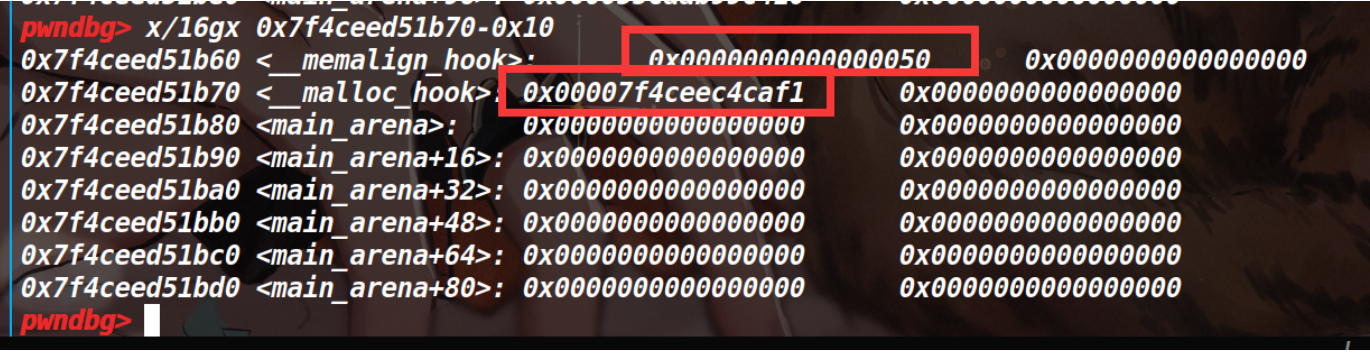 pwndbg> x/16gx 0x7f4ceed51b70-0x10
0x7f4ceed51b60 <__memalign_hook>: 0x0000000000000050 0x0000000000000000
0x7f4ceed51b70 <__malloc_hook>: 0x00007f4ceec4caf1 0x0000000000000000
0x7f4ceed51b80 <main_arena>: 0x0000000000000000 0x0000000000000000
0x7f4ceed51b90 <main_arena+16>: 0x0000000000000000 0x0000000000000000
0x7f4ceed51ba0 <main_arena+32>: 0x0000000000000000 0x0000000000000000
0x7f4ceed51bb0 <main_arena+48>: 0x0000000000000000 0x0000000000000000
0x7f4ceed51bc0 <main_arena+64>: 0x0000000000000000 0x0000000000000000
0x7f4ceed51bd0 <main_arena+80>: 0x0000000000000000 0x0000000000000000
pwndbg>